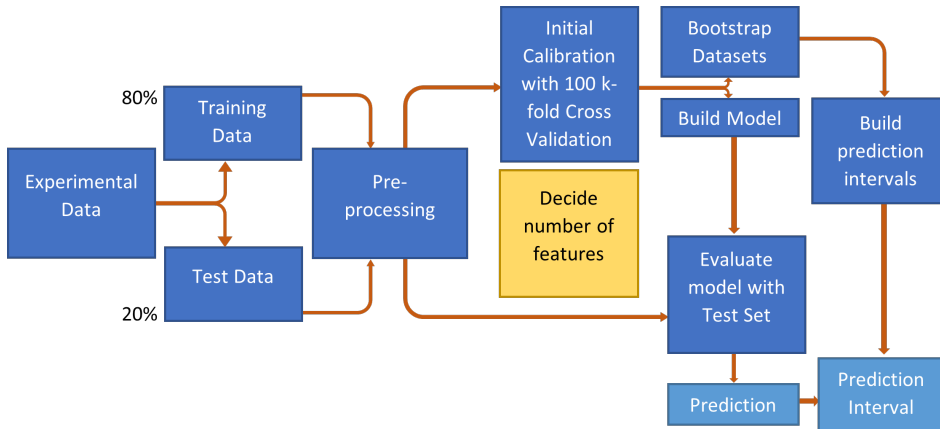 80%
Training
Data
Experimental
Data
Test Data
20%
Pre-
processing
Initial
Calibration
with 100 k-
fold Cross
Validation
Decide
number of
features
Bootstrap
Datasets
Build Model
Build
prediction
intervals
Evaluate
model with
Test Set
Prediction
Prediction
Interval